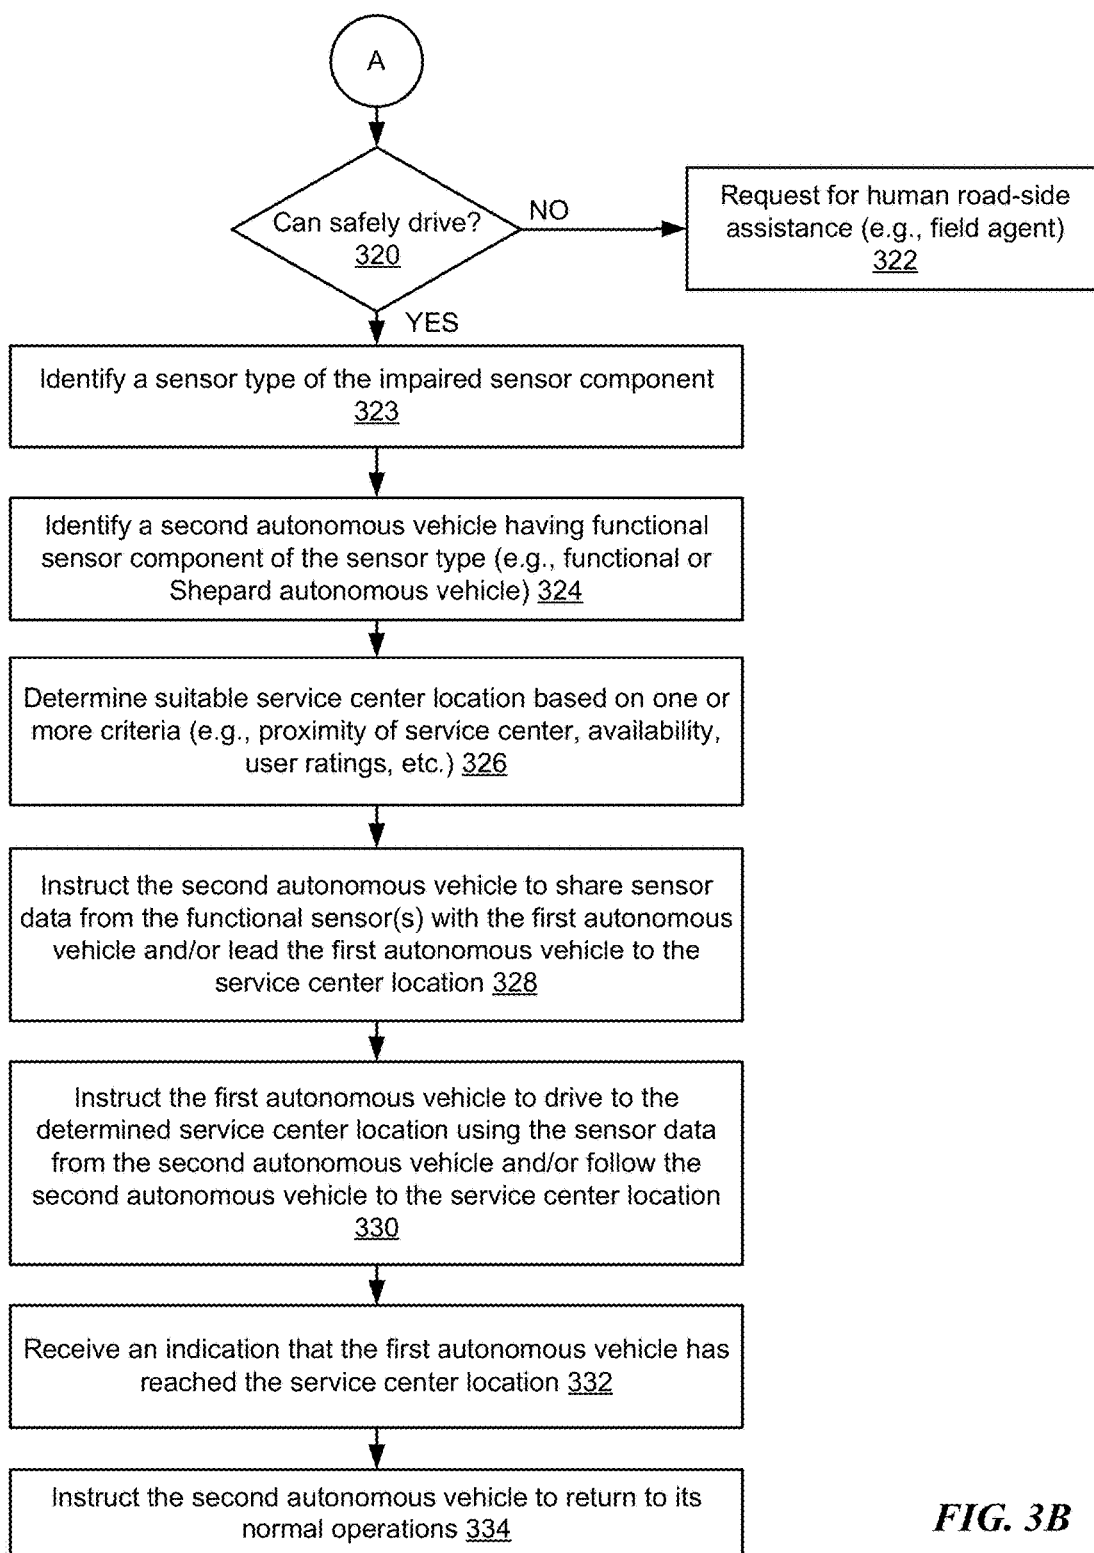 A
Can safely drive?
320
NO
Request for human road-side
assistance (e.g., field agent)
322
YES
Identify a sensor type of the impaired sensor component
323
Identify a second autonomous vehicle having functional
sensor component of the sensor type (e.g., functional or
Shepard autonomous vehicle) 324
Determine suitable service center location based on one or
more criteria (e.g., proximity of service center, availability,
user ratings, etc.) 326
Instruct the second autonomous vehicle to share sensor
data from the functional sensor(s) with the first autonomous
vehicle and/or lead the first autonomous vehicle to the
service center location 328
Instruct the first autonomous vehicle to drive to the
determined service center location using the sensor data
from the second autonomous vehicle and/or follow the
second autonomous vehicle to the service center location
330
Receive an indication that the first autonomous vehicle has
reached the service center location 332
Instruct the second autonomous vehicle to return to its
normal operations 334
FIG. 3B